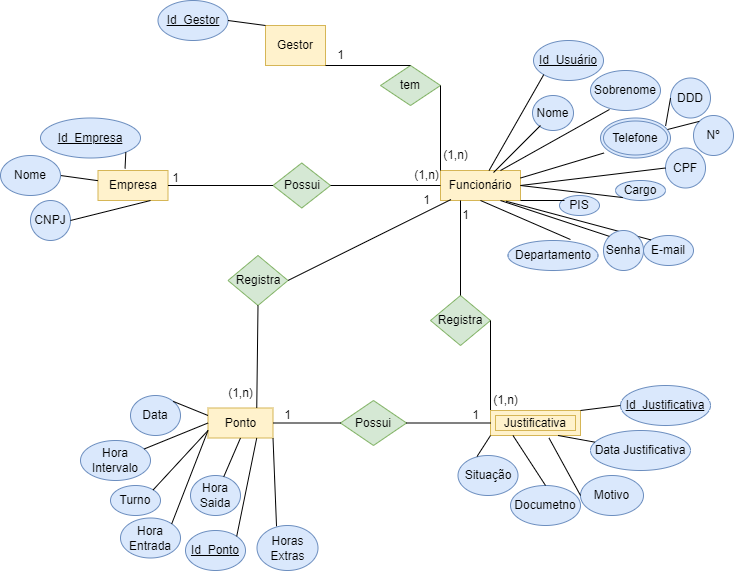 Id_Gestor
Gestor
1
tem
Id_Usuário
Sobrenome
DDD
Nome
Telefone
Nº
Id_Empresa
(1,n)
CPF
Nome
Empresa
1
Possui
(1,n)
Funcionário
Cargo
PIS
CNPJ
1
1
Departamento
Senha
E-mail
Registra
Registra
(1,n)
(1,n)
Data
Ponto
1
Possui
1
Justificativa
Id_Justificativa
Hora
Intervalo
Data Justificativa
Turno
Hora
Saida
Situação
Documetno
Motivo
Hora
Entrada
Id_Ponto
Horas
Extras